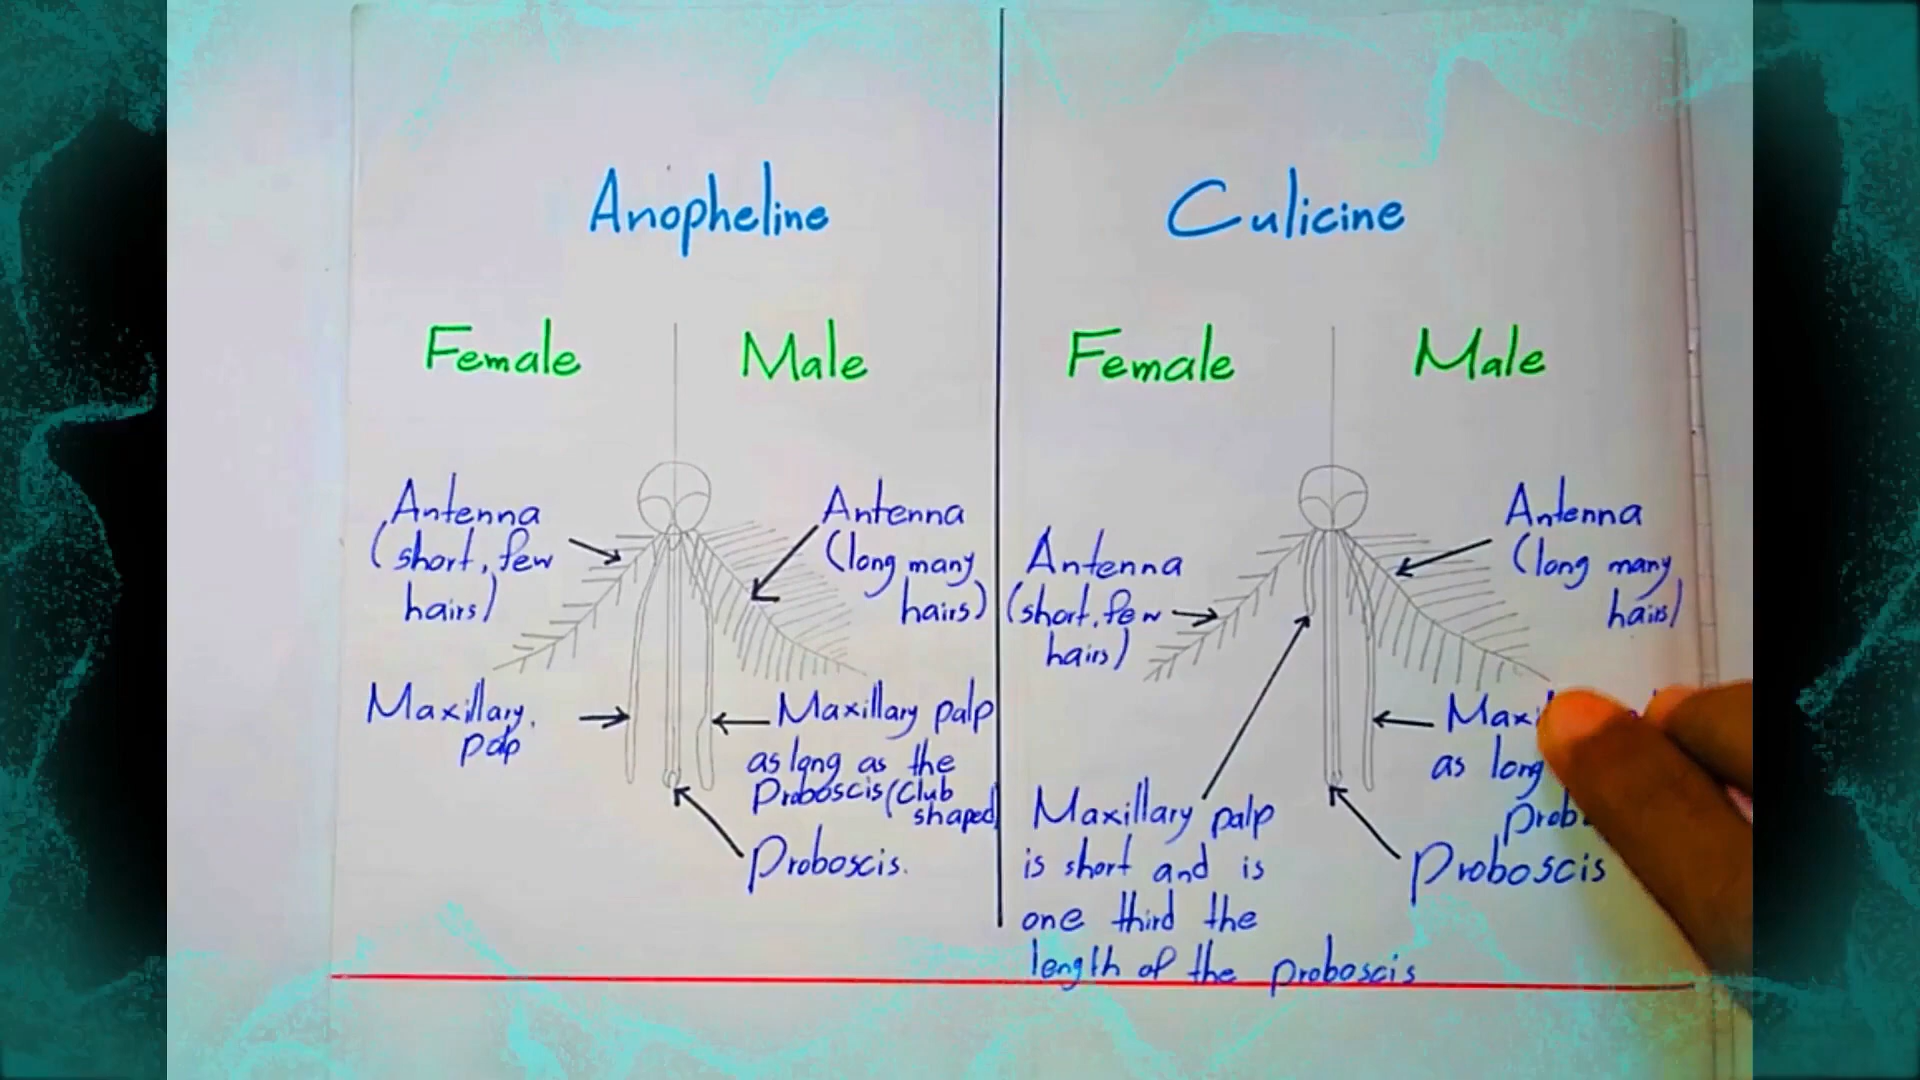 Anopheline
Female
Male
Antenna
(short, few
hairs)
Antenna
(long many
hairs)
Maxillary
palp
Maxillary palp
as long as the
Proboscis (Club
shaped
Proboscis.
Culicine
Female
Male
Antenna
(short, few
hairs)
Antenna
(long many
hairs)
Maxillary palp
is short and is
one third the
length of the proboscis
as long
Proboscis